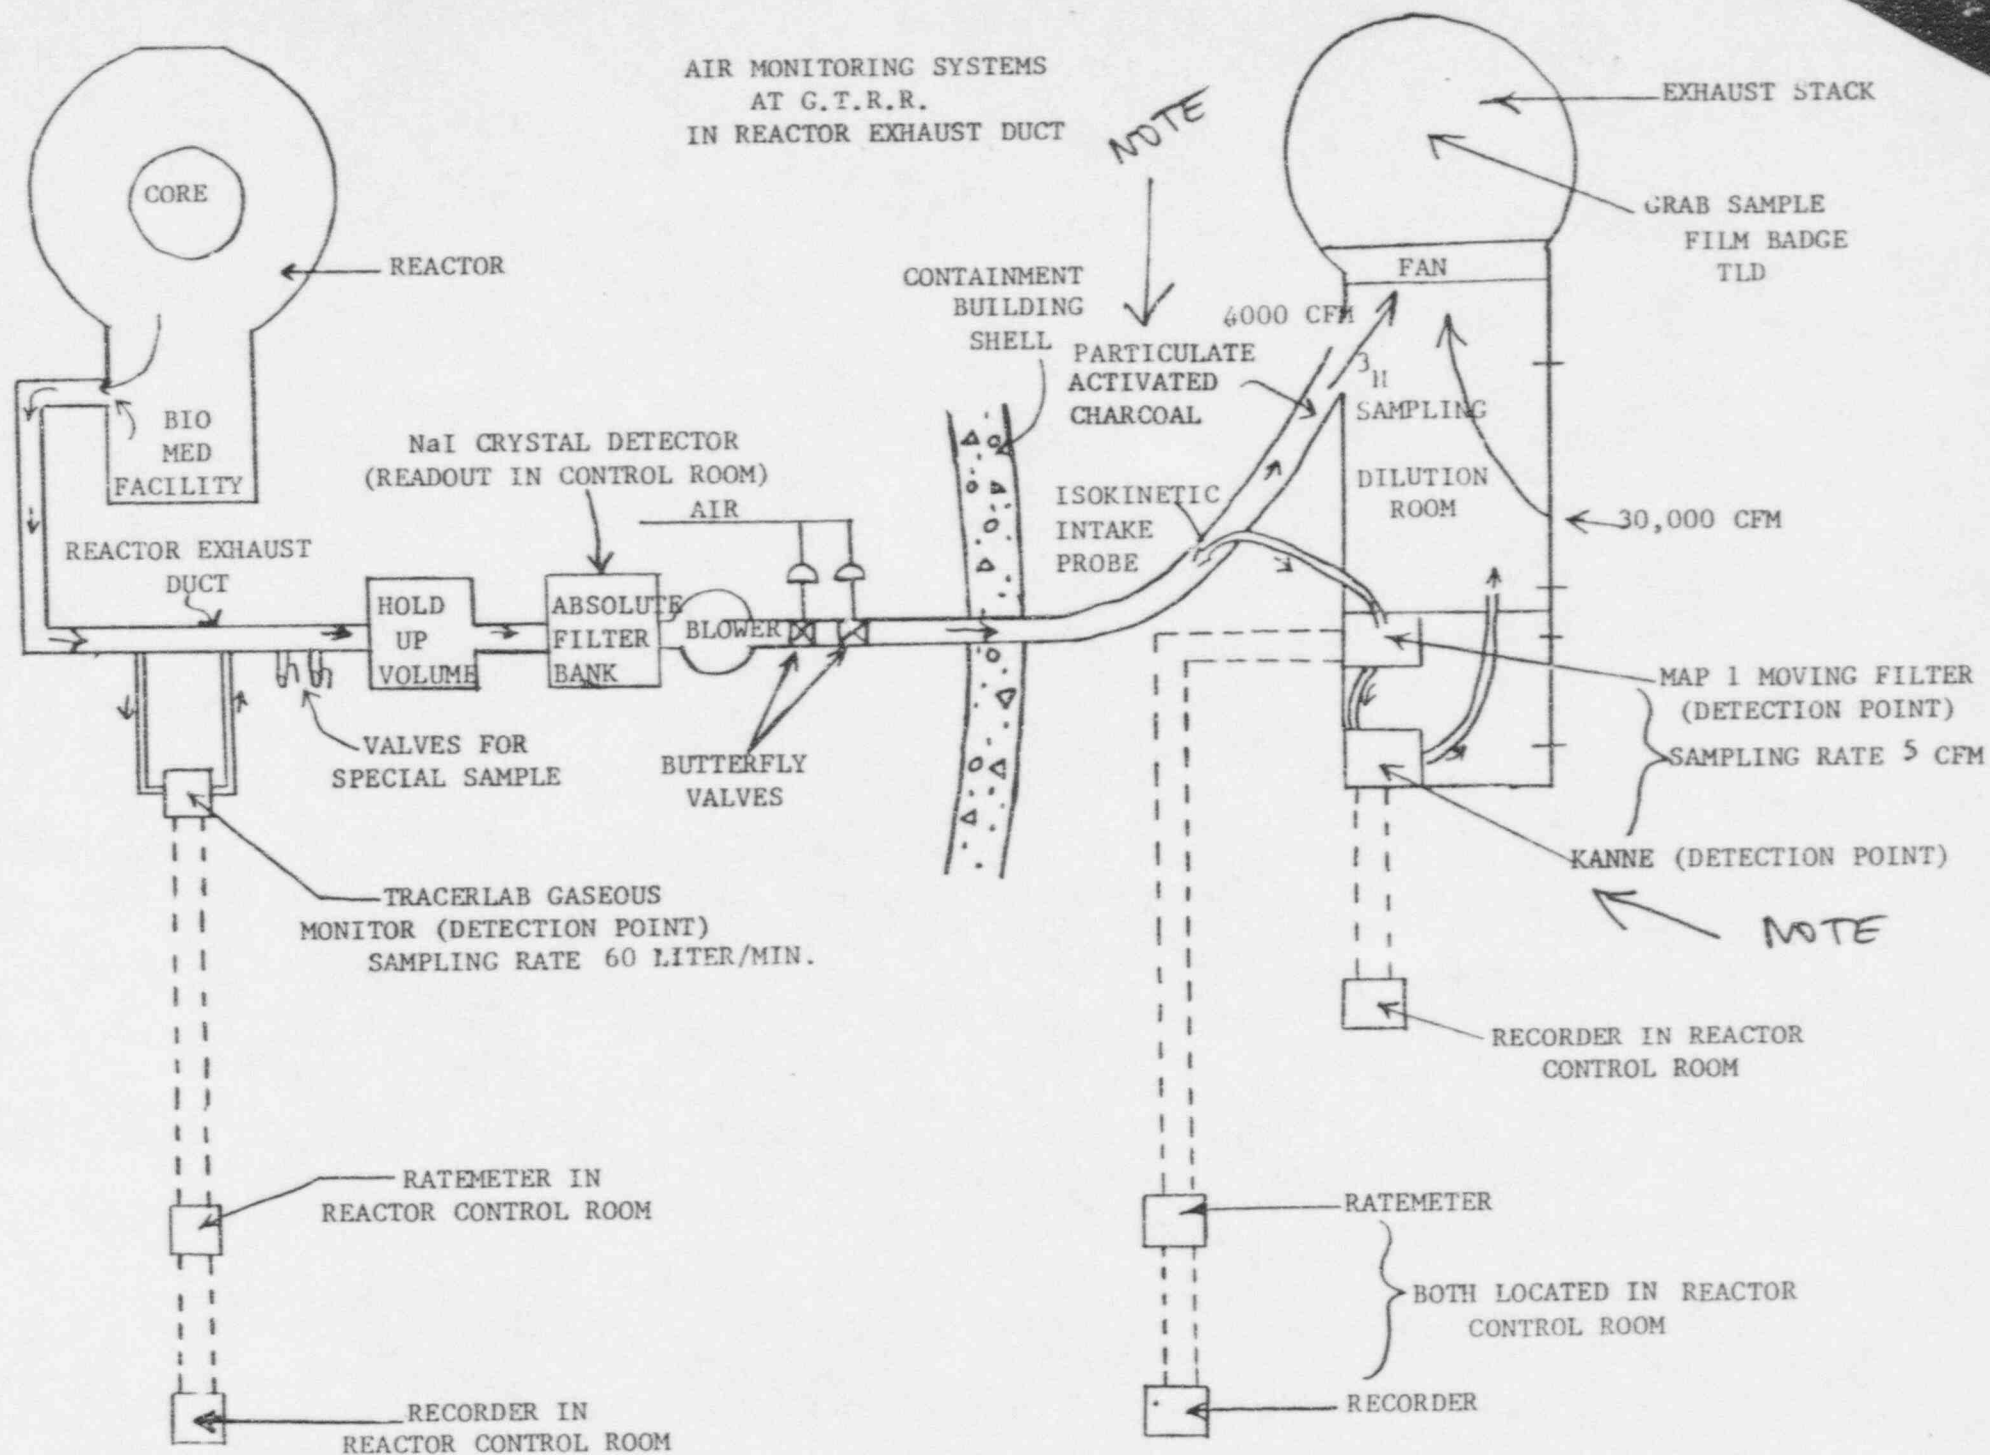 AIR MONITORING SYSTEMS
AT G.T.R.R.
IN REACTOR EXHAUST DUCT
NOTE
EXHAUST STACK
CORE
GRAB SAMPLE
FILM BADGE
TLD
REACTOR
FAN
CONTAINMENT
BUILDING
SHELL
4000 CFM
PARTICULATE
ACTIVATED
CHARCOAL
3
H
SAMPLING
BIO
MED
FACILITY
NaI CRYSTAL DETECTOR
(READOUT IN CONTROL ROOM)
AIR
ISOKINETIC
INTAKE
PROBE
DILUTION
ROOM
30,000 CFM
REACTOR EXHAUST
DUCT
HOLD
UP
VOLUME
ABSOLUTE
FILTER
BANK
BLOWER
MAP 1 MOVING FILTER
(DETECTION POINT)
SAMPLING RATE 5 CFM
VALVES FOR
SPECIAL SAMPLE
BUTTERFLY
VALVES
KANNE (DETECTION POINT)
NOTE
TRACERLAB GASEOUS
MONITOR (DETECTION POINT)
SAMPLING RATE 60 LITER/MIN.
RECORDER IN REACTOR
CONTROL ROOM
RATEMETER IN
REACTOR CONTROL ROOM
RATEMETER
BOTH LOCATED IN REACTOR
CONTROL ROOM
RECORDER
RECORDER IN
REACTOR CONTROL ROOM